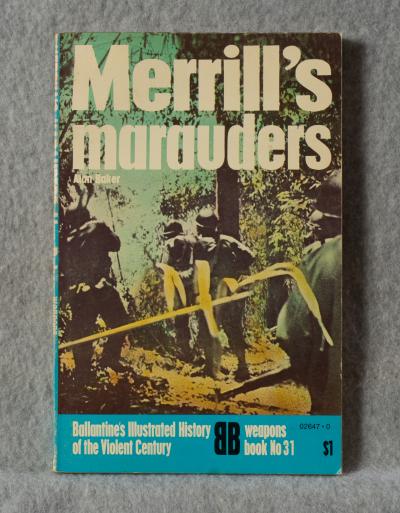 Merrill's
marauders
Alan Baker
Ballantine's Illustrated History
of the Violent Century
BB
weapons
book No 31
02647·0
$1